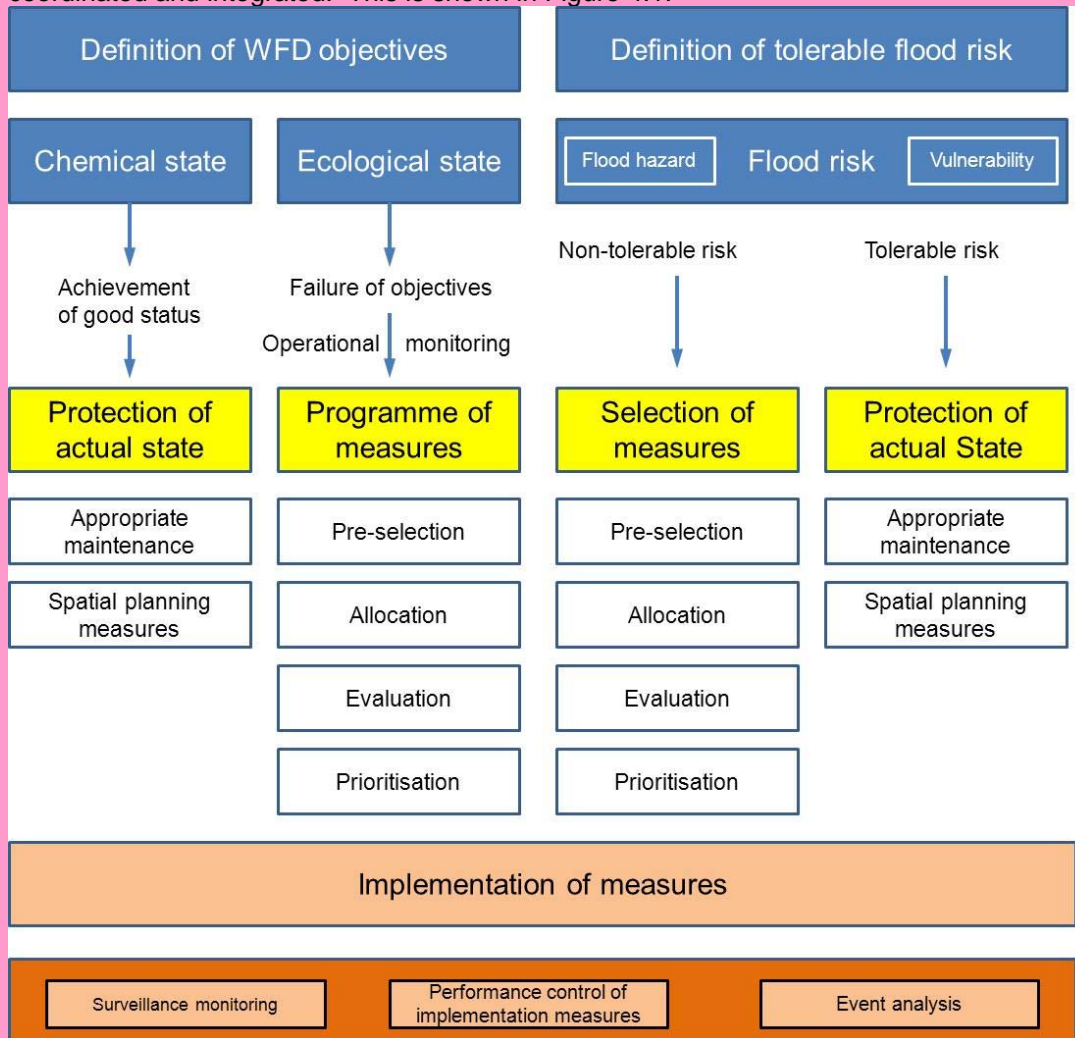 coordinated and integrated. This is shown in Figure 4.1.
Definition of WFD objectives
Definition of tolerable flood risk
Chemical state
Ecological state
Flood hazard
Flood risk
Vulnerability
Achievement
of good status
Failure of objectives
Operational monitoring
Non-tolerable risk
Tolerable risk
Protection of
actual state
Programme of
measures
Selection of
measures
Protection of
actual State
Appropriate
maintenance
Pre-selection
Pre-selection
Appropriate
maintenance
Spatial planning
measures
Allocation
Allocation
Spatial planning
measures
Evaluation
Evaluation
Prioritisation
Prioritisation
Implementation of measures
Surveillance monitoring
Performance control of
implementation measures
Event analysis